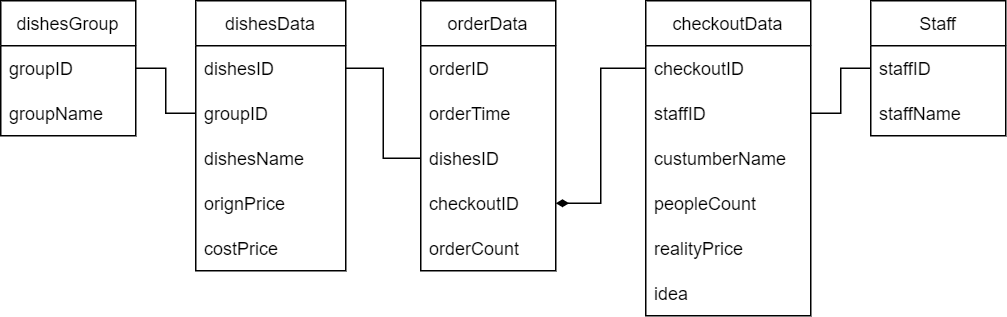 dishesGroup
groupID
groupName
dishesData
dishesID
groupID
dishesName
orignPrice
costPrice
orderData
orderID
orderTime
dishesID
checkoutID
orderCount
checkoutData
checkoutID
staffID
custumberName
peopleCount
realityPrice
idea
Staff
staffID
staffName